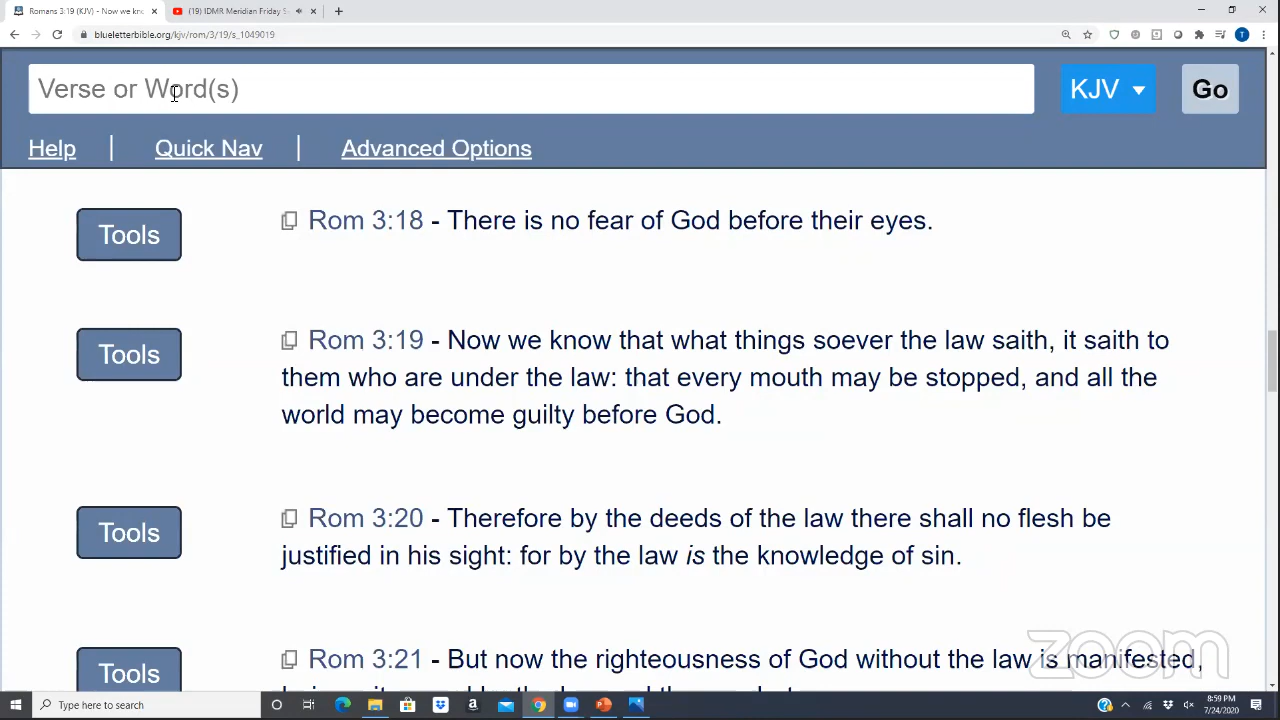 Romans 3:19 (KJV) - Now we kno
(19) IDMR Meridian Friday S
blueletterbible.org/kjv/rom/3/19/s_1049019
T
Verse or Word(s)
KJV
Go
Help | Quick Nav | Advanced Options
Tools
Rom 3:18 - There is no fear of God before their eyes.
Tools
Rom 3:19 - Now we know that what things soever the law saith, it saith to
them who are under the law: that every mouth may be stopped, and all the
world may become guilty before God.
Tools
Rom 3:20 - Therefore by the deeds of the law there shall no flesh be
justified in his sight: for by the law is the knowledge of sin.
Tools
Rom 3:21 - But now the righteousness of God without the law is manifested,
zoom
Type here to search
8:59 PM
7/24/2020